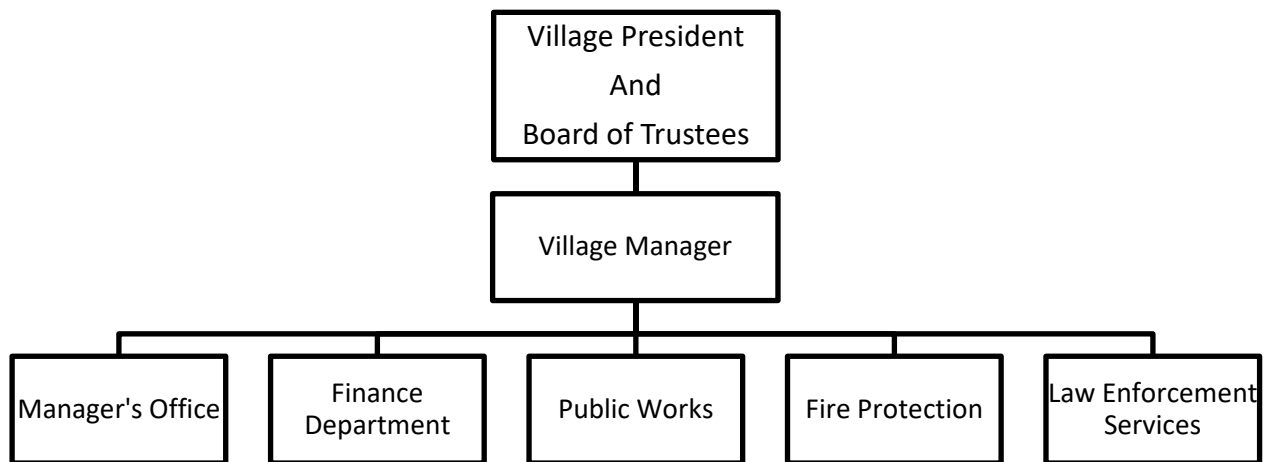 Village President
And
Board of Trustees
Village Manager
Manager's Office
Finance
Department
Public Works
Fire Protection
Law Enforcement
Services